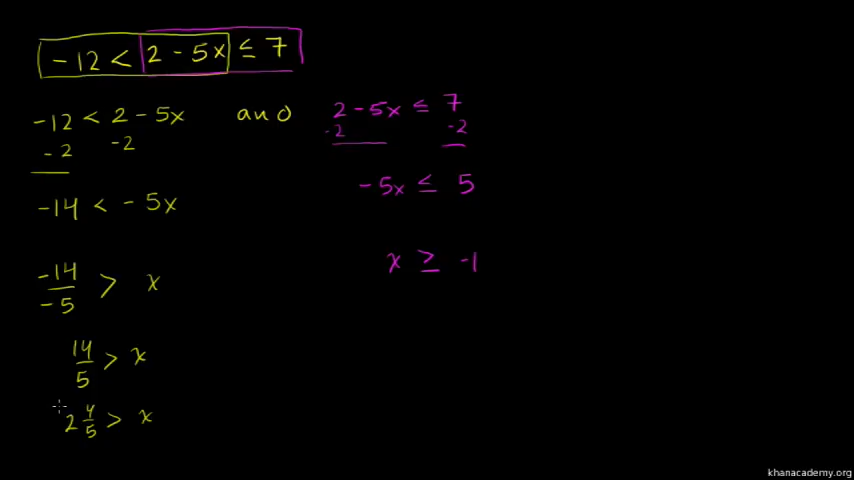 -12 < 2 - 5x ≤ 7
-12 < 2 - 5x and 2 - 5x ≤ 7
-2 -2 -2 -2
-14 < -5x -5x ≤ 5
-14/-5 > x x ≥ -1
14/5 > x
2 4/5 > x
khanacademy.org